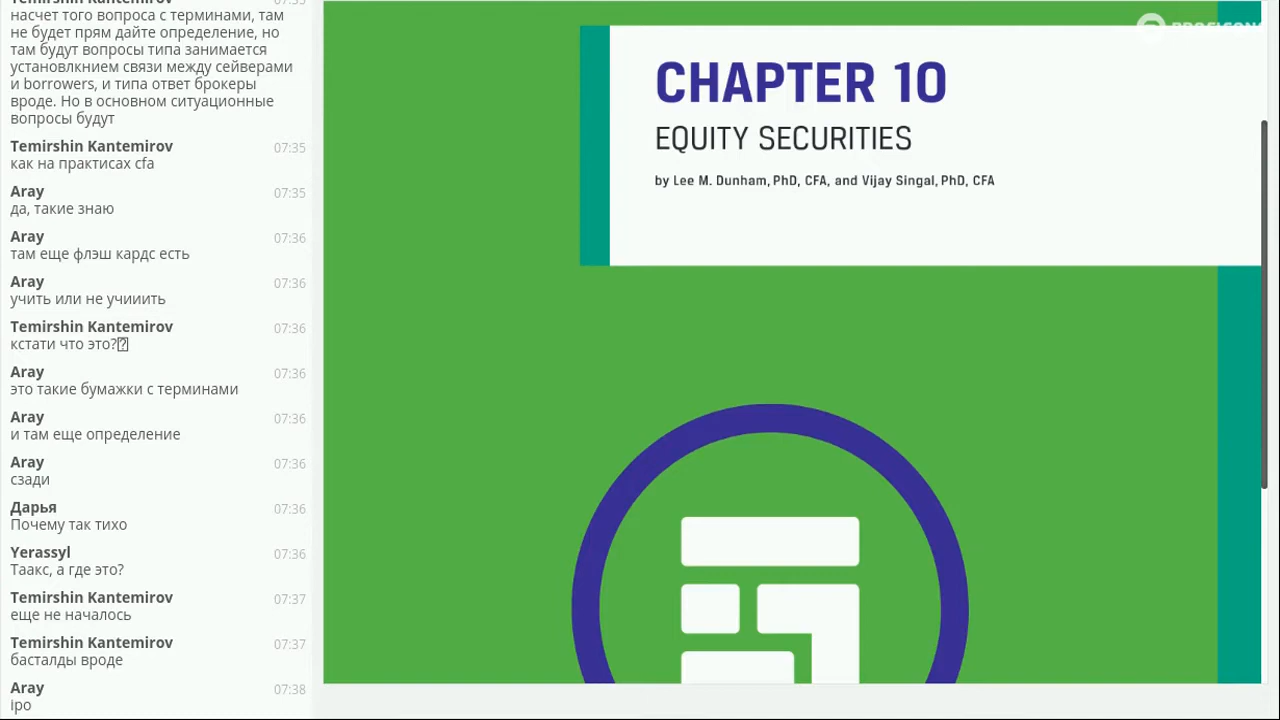 Temirshin Kantemirov 07:35
насчет того вопроса с терминами, там
не будет прям дайте определение, но
там будут вопросы типа занимается
установлкнием связи между сейверами
и borrowers, и типа ответ брокеры
вроде. Но в основном ситуационные
вопросы будут
Temirshin Kantemirov 07:35
как на практисах cfa
Aray 07:35
да, такие знаю
Aray 07:36
там еще флэш кардс есть
Aray 07:36
учить или не учииить
Temirshin Kantemirov 07:36
кстати что это?
Aray 07:36
это такие бумажки с терминами
Aray 07:36
и там еще определение
Aray 07:36
сзади
Дарья 07:36
Почему так тихо
Yerassyl 07:36
Таакс, а где это?
Temirshin Kantemirov 07:37
еще не началось
Temirshin Kantemirov 07:37
басталды вроде
Aray 07:38
ipo
CHAPTER 10
EQUITY SECURITIES
by Lee M. Dunham, PhD, CFA, and Vijay Singal, PhD, CFA